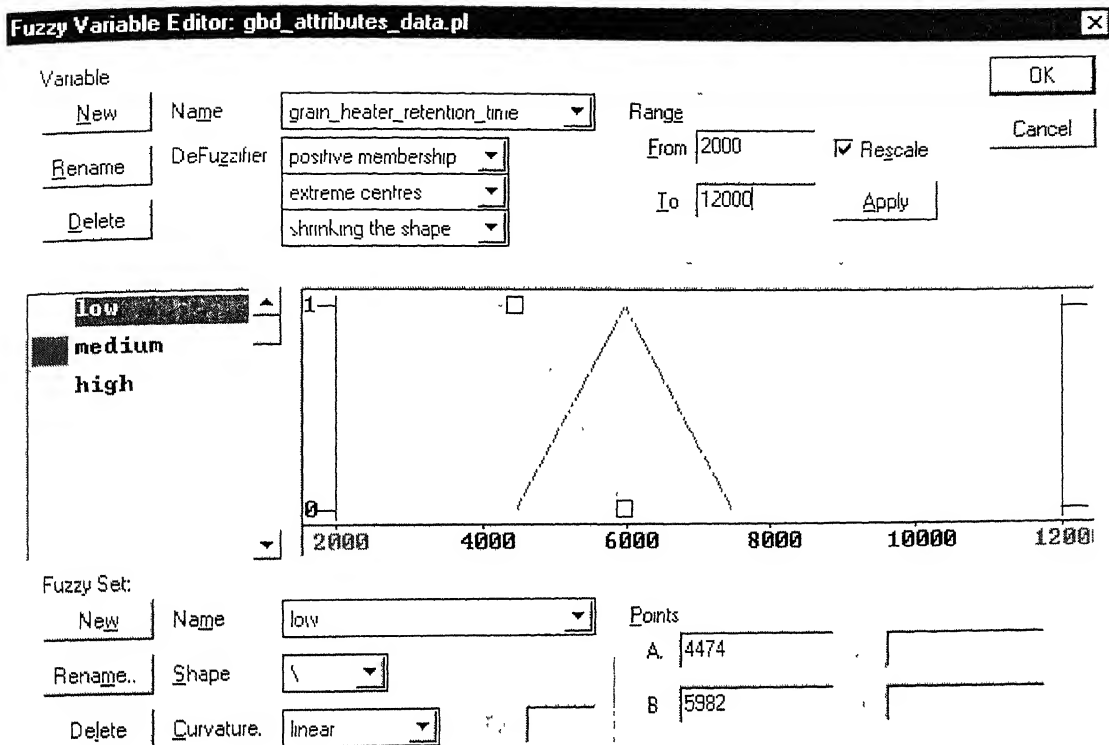 Fuzzy Variable Editor: gbd_attributes_data.pl
Variable
OK
New Name grain_heater_retention_time Range
Cancel
From 2000 Rescale
Rename DeFuzzifier positive membership
extreme centres
To 12000 Apply
Delete shrinking the shape
low
medium
high
1
0
2000 4000 6000 8000 10000 1200
Fuzzy Set:
New Name low Points
A. 4474
Rename.. Shape \
B 5982
Delete Curvature. linear